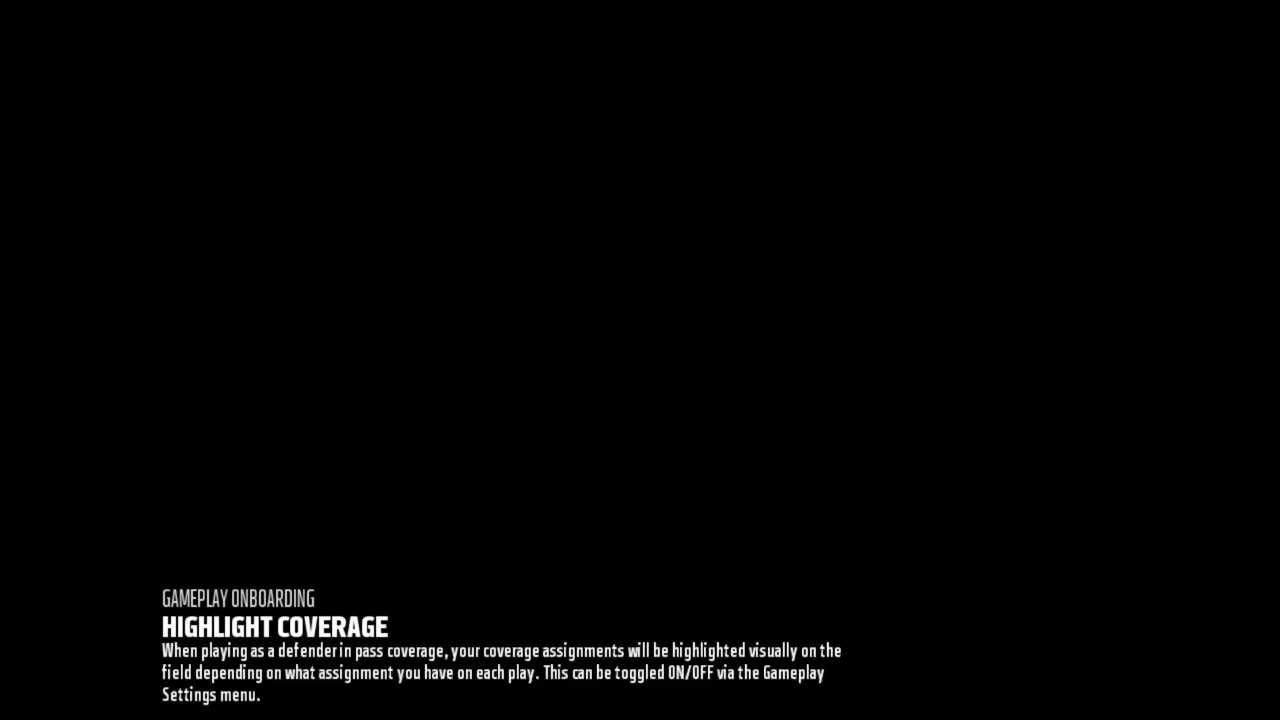 GAMEPLAY ONBOARDING
HIGHLIGHT COVERAGE
When playing as a defender in pass coverage, your coverage assignments will be highlighted visually on the
field depending on what assignment you have on each play. This can be toggled ON/OFF via the Gameplay
Settings menu.